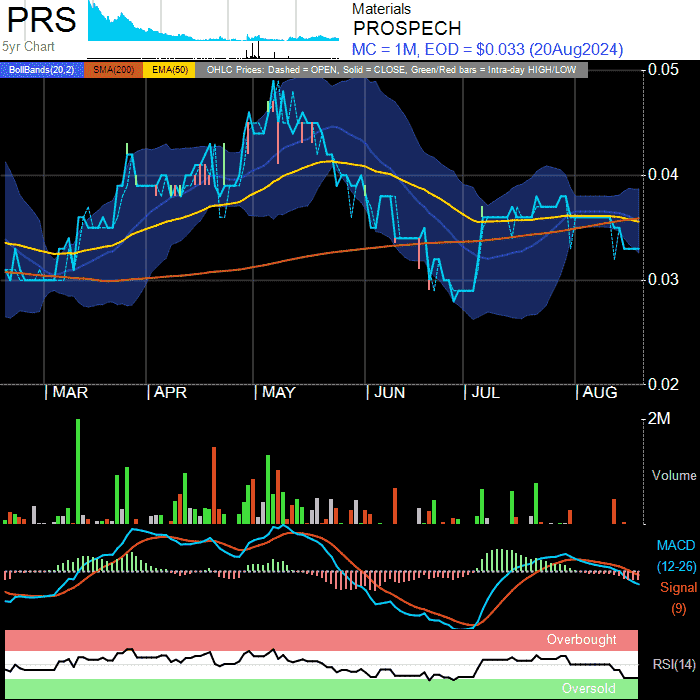 PRS
5yr Chart
Materials
PROSPECH
MC = 1M, EOD = $0.033 (20Aug2024)
BollBands(20,2) SMA(200) EMA(50) OHLC Prices: Dashed = OPEN, Solid = CLOSE, Green/Red bars = Intra-day HIGH/LOW
0.05
0.04
0.03
0.02
| MAR | APR | MAY | JUN | JUL | AUG
2M
Volume
MACD
(12-26)
Signal
(9)
Overbought
RSI(14)
Oversold